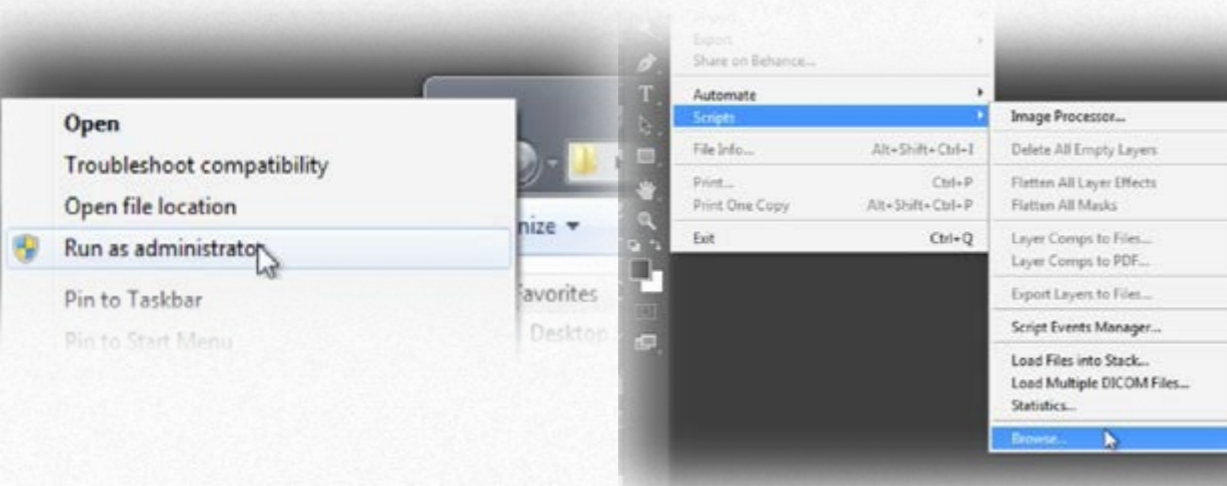 Open
Troubleshoot compatibility
Open file location
Run as administrator
Pin to Taskbar
Pin to Start Menu
nize
avorites
Desktop
Export
Share on Behance...
Automate
Scripts
File Info... Alt+Shift+Ctrl+I
Print... Ctrl+P
Print One Copy Alt+Shift+Ctrl+P
Exit Ctrl+Q
Image Processor...
Delete All Empty Layers
Flatten All Layer Effects
Flatten All Masks
Layer Comps to Files...
Layer Comps to PDF...
Export Layers to Files...
Script Events Manager...
Load Files into Stack...
Load Multiple DICOM Files...
Statistics...
Browse...